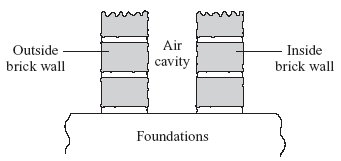 Outside
brick wall
Air
cavity
Inside
brick wall
Foundations